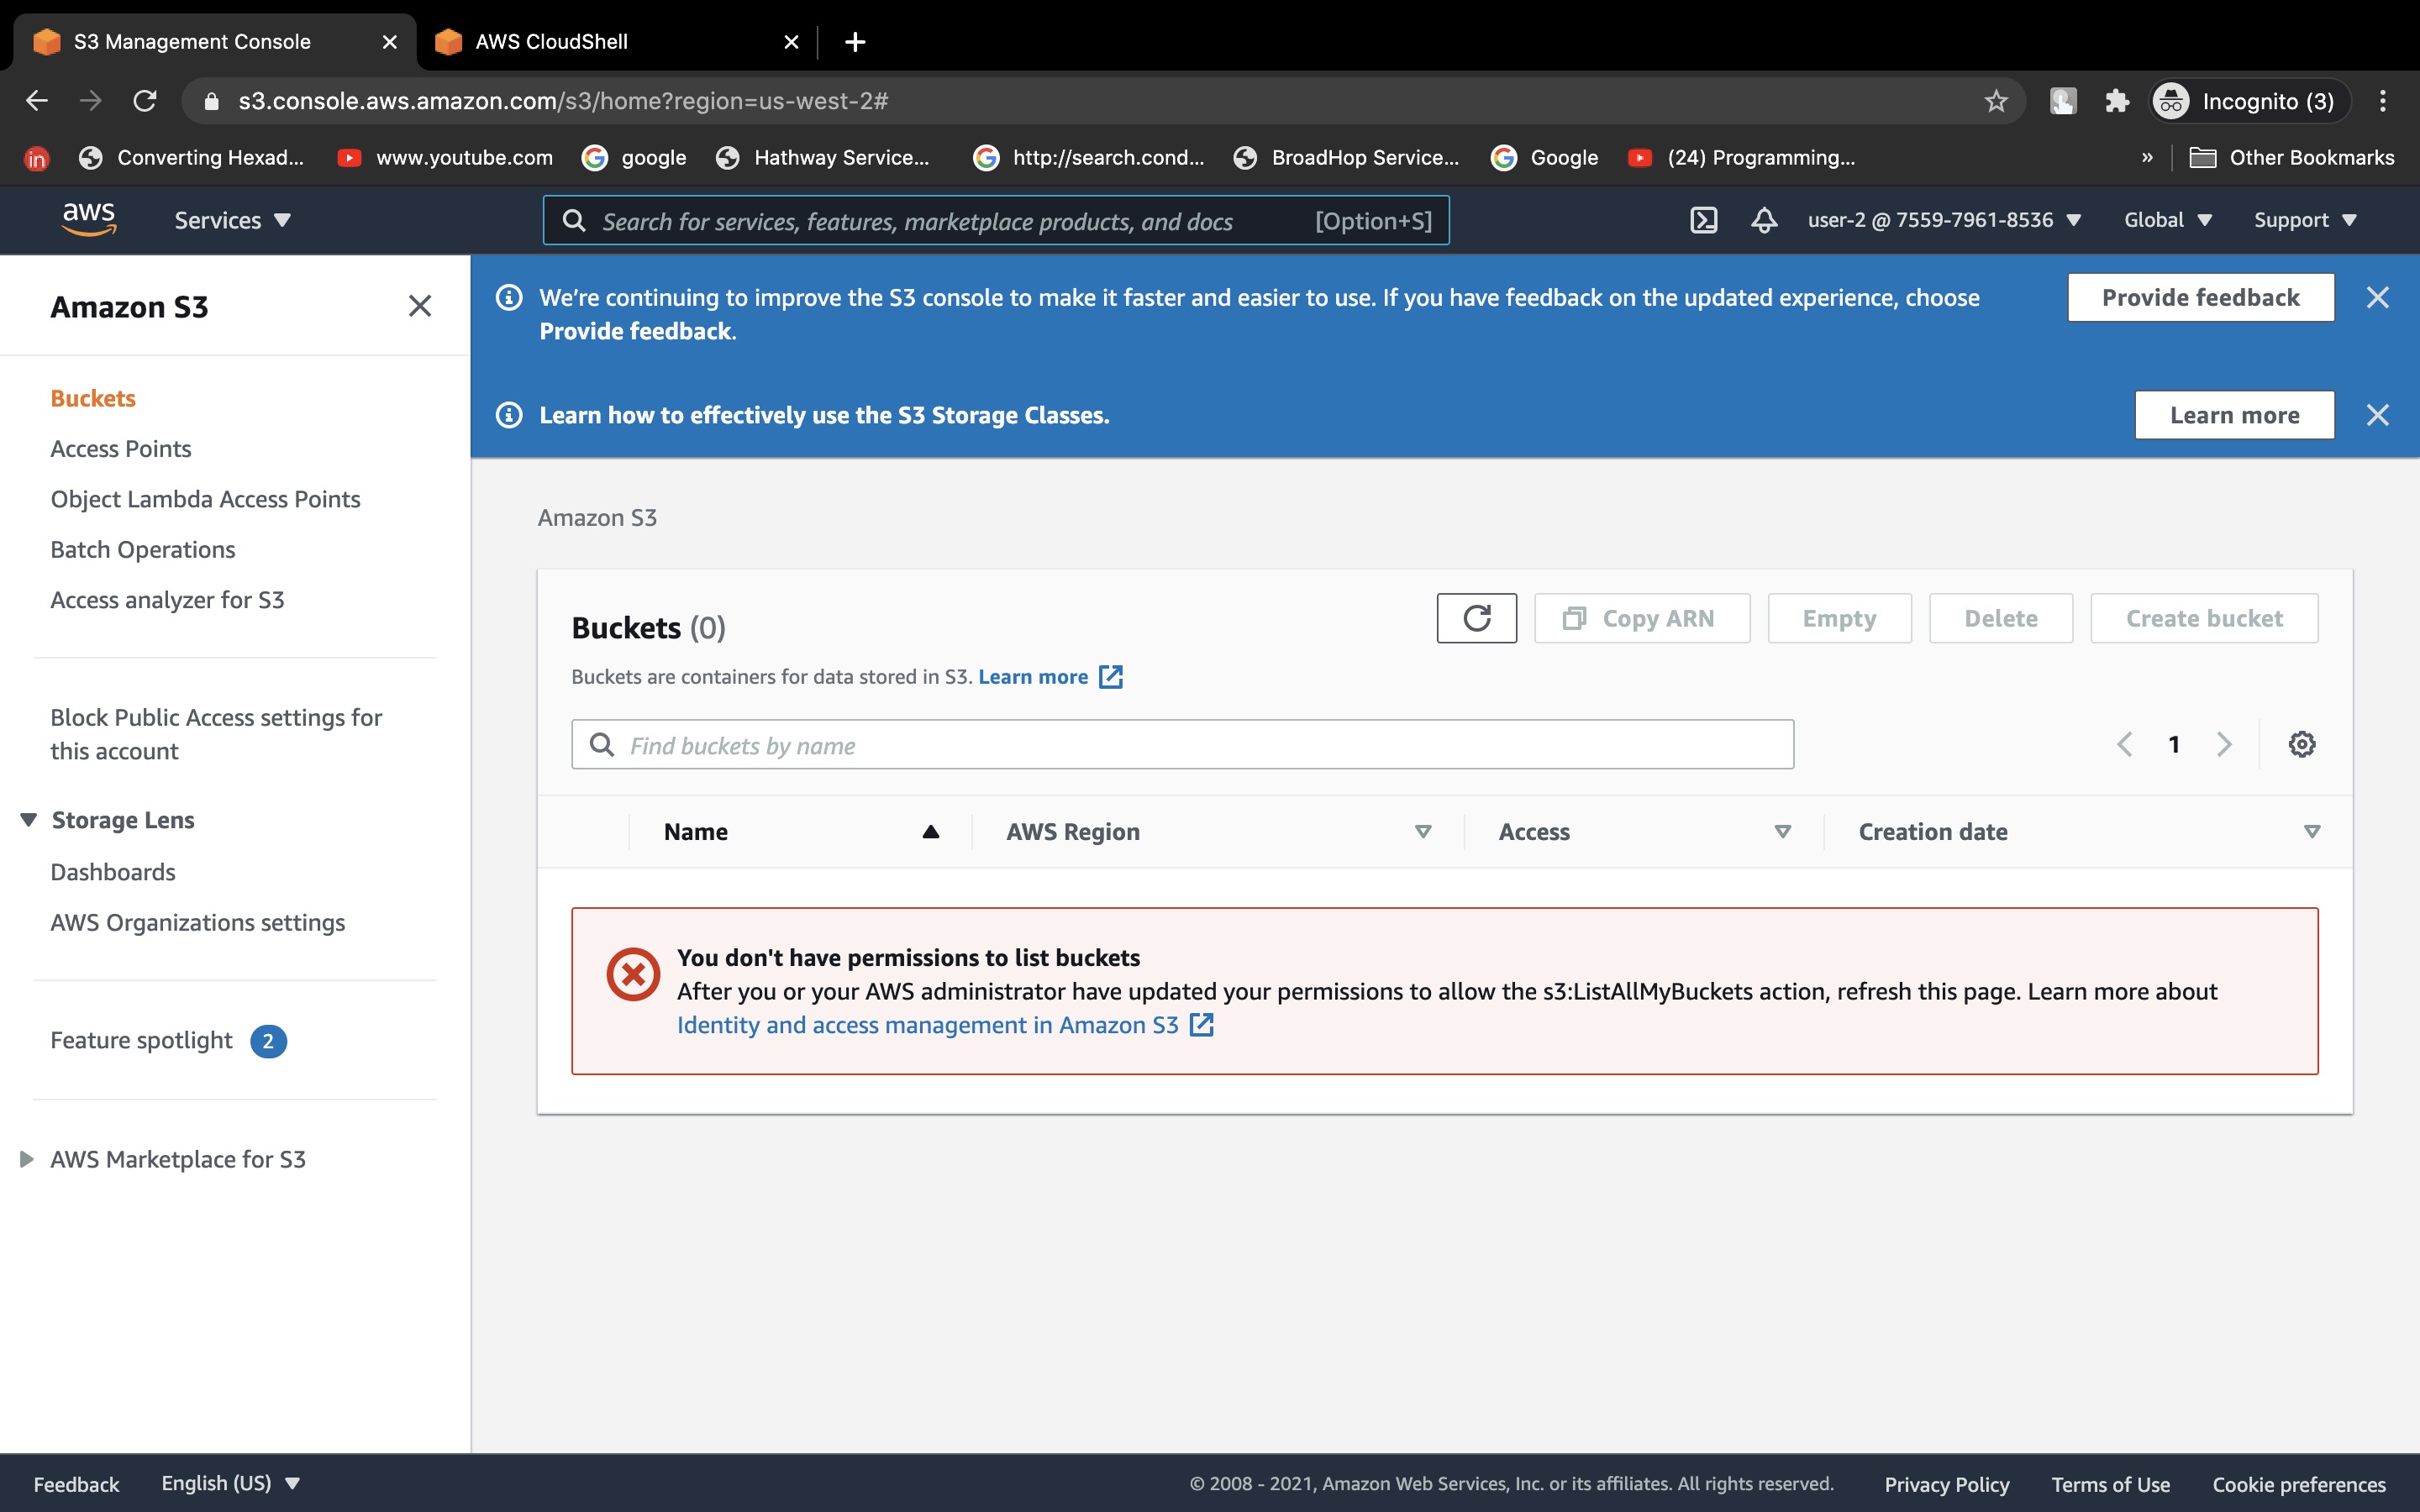 S3 Management Console
AWS CloudShell
s3.console.aws.amazon.com/s3/home?region=us-west-2#
Incognito (3)
in
Converting Hexad...
www.youtube.com
google
Hathway Service...
http://search.cond...
BroadHop Service...
Google
(24) Programming...
»
Other Bookmarks
aws
Services
Search for services, features, marketplace products, and docs
[Option+S]
user-2 @ 7559-7961-8536
Global
Support
Amazon S3
Buckets
Access Points
Object Lambda Access Points
Batch Operations
Access analyzer for S3
Block Public Access settings for
this account
Storage Lens
Dashboards
AWS Organizations settings
Feature spotlight 2
AWS Marketplace for S3
We're continuing to improve the S3 console to make it faster and easier to use. If you have feedback on the updated experience, choose
Provide feedback.
Provide feedback
Learn how to effectively use the S3 Storage Classes.
Learn more
Amazon S3
Buckets (0)
Copy ARN
Empty
Delete
Create bucket
Buckets are containers for data stored in S3. Learn more
Find buckets by name
1
Name
AWS Region
Access
Creation date
You don't have permissions to list buckets
After you or your AWS administrator have updated your permissions to allow the s3:ListAllMyBuckets action, refresh this page. Learn more about
Identity and access management in Amazon S3
Feedback
English (US)
© 2008 - 2021, Amazon Web Services, Inc. or its affiliates. All rights reserved.
Privacy Policy
Terms of Use
Cookie preferences